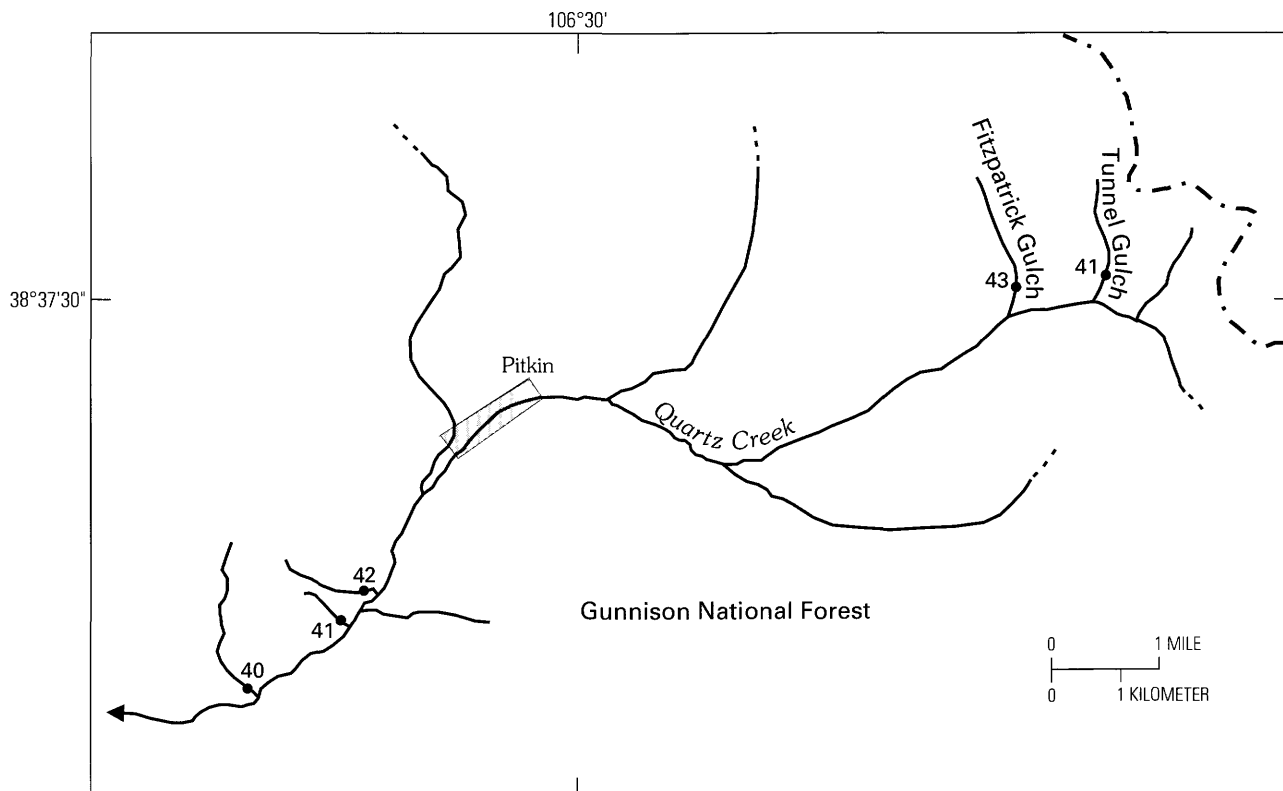 106°30'
Fitzpatrick Gulch
Tunnel Gulch
43
41
38°37'30"
Pitkin
Quartz Creek
42
41
40
Gunnison National Forest
0 1 MILE
0 1 KILOMETER